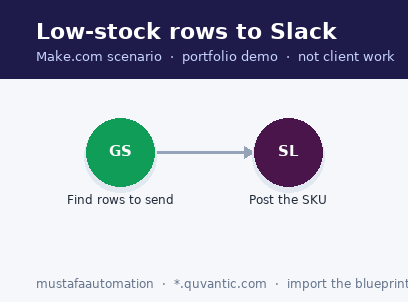 Low-stock rows to Slack
Make.com scenario · portfolio demo · not client work
GS
SL
Find rows to send
Post the SKU
mustafaautomation · *.quvantic.com · import the blueprint